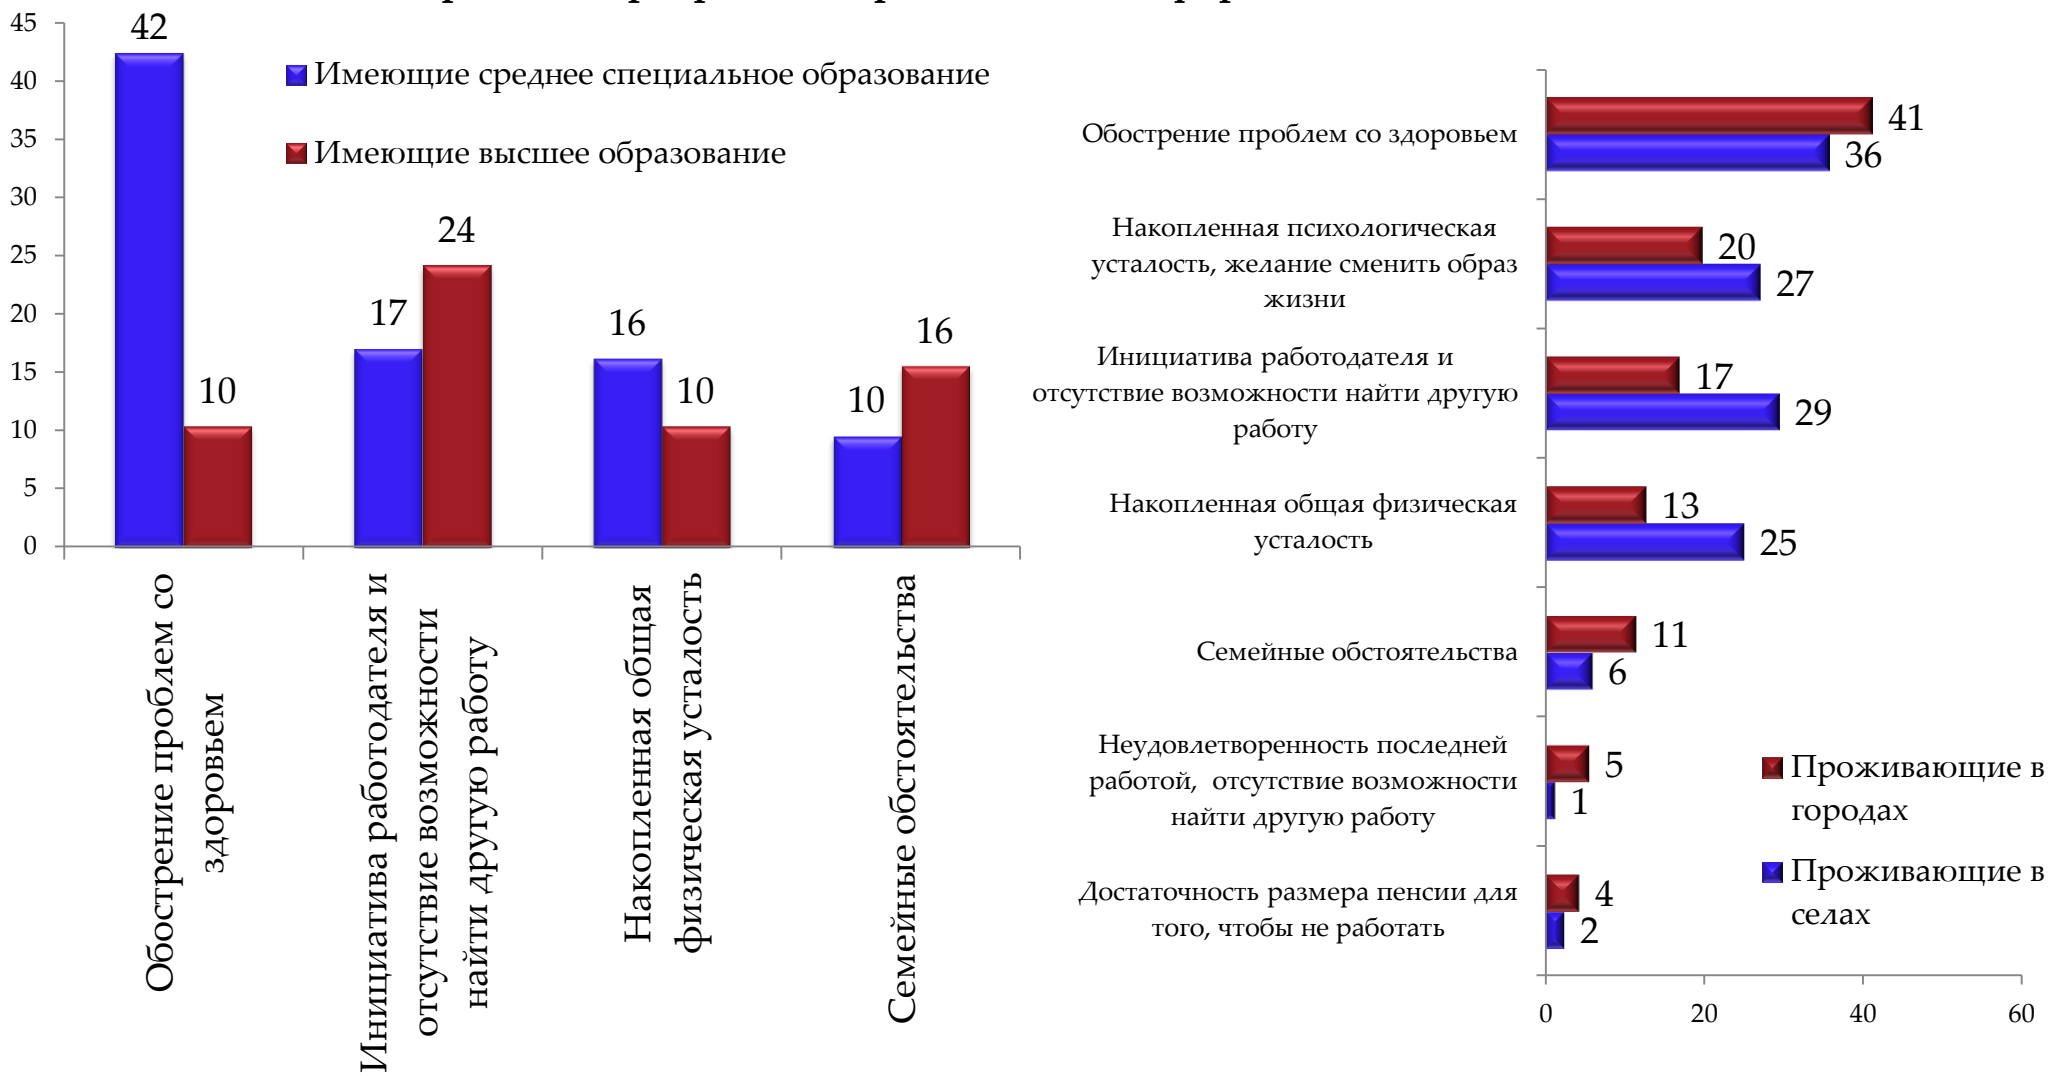 45
40
35
30
25
20
15
10
5
0
42
10
17
24
16
10
10
16
Имеющие среднее специальное образование
Имеющие высшее образование
Обострение проблем со
здоровьем
Инициатива работодателя и
отсутствие возможности
найти другую работу
Накопленная общая
физическая усталость
Семейные обстоятельства
Обострение проблем со здоровьем
41
36
Накопленная психологическая
усталость, желание сменить образ
жизни
20
27
Инициатива работодателя и
отсутствие возможности найти другую
работу
17
29
Накопленная общая физическая
усталость
13
25
Семейные обстоятельства
11
6
Неудовлетворенность последней
работой, отсутствие возможности
найти другую работу
5
1
Достаточность размера пенсии для
того, чтобы не работать
4
2
Проживающие в
городах
Проживающие в
селах
0 20 40 60